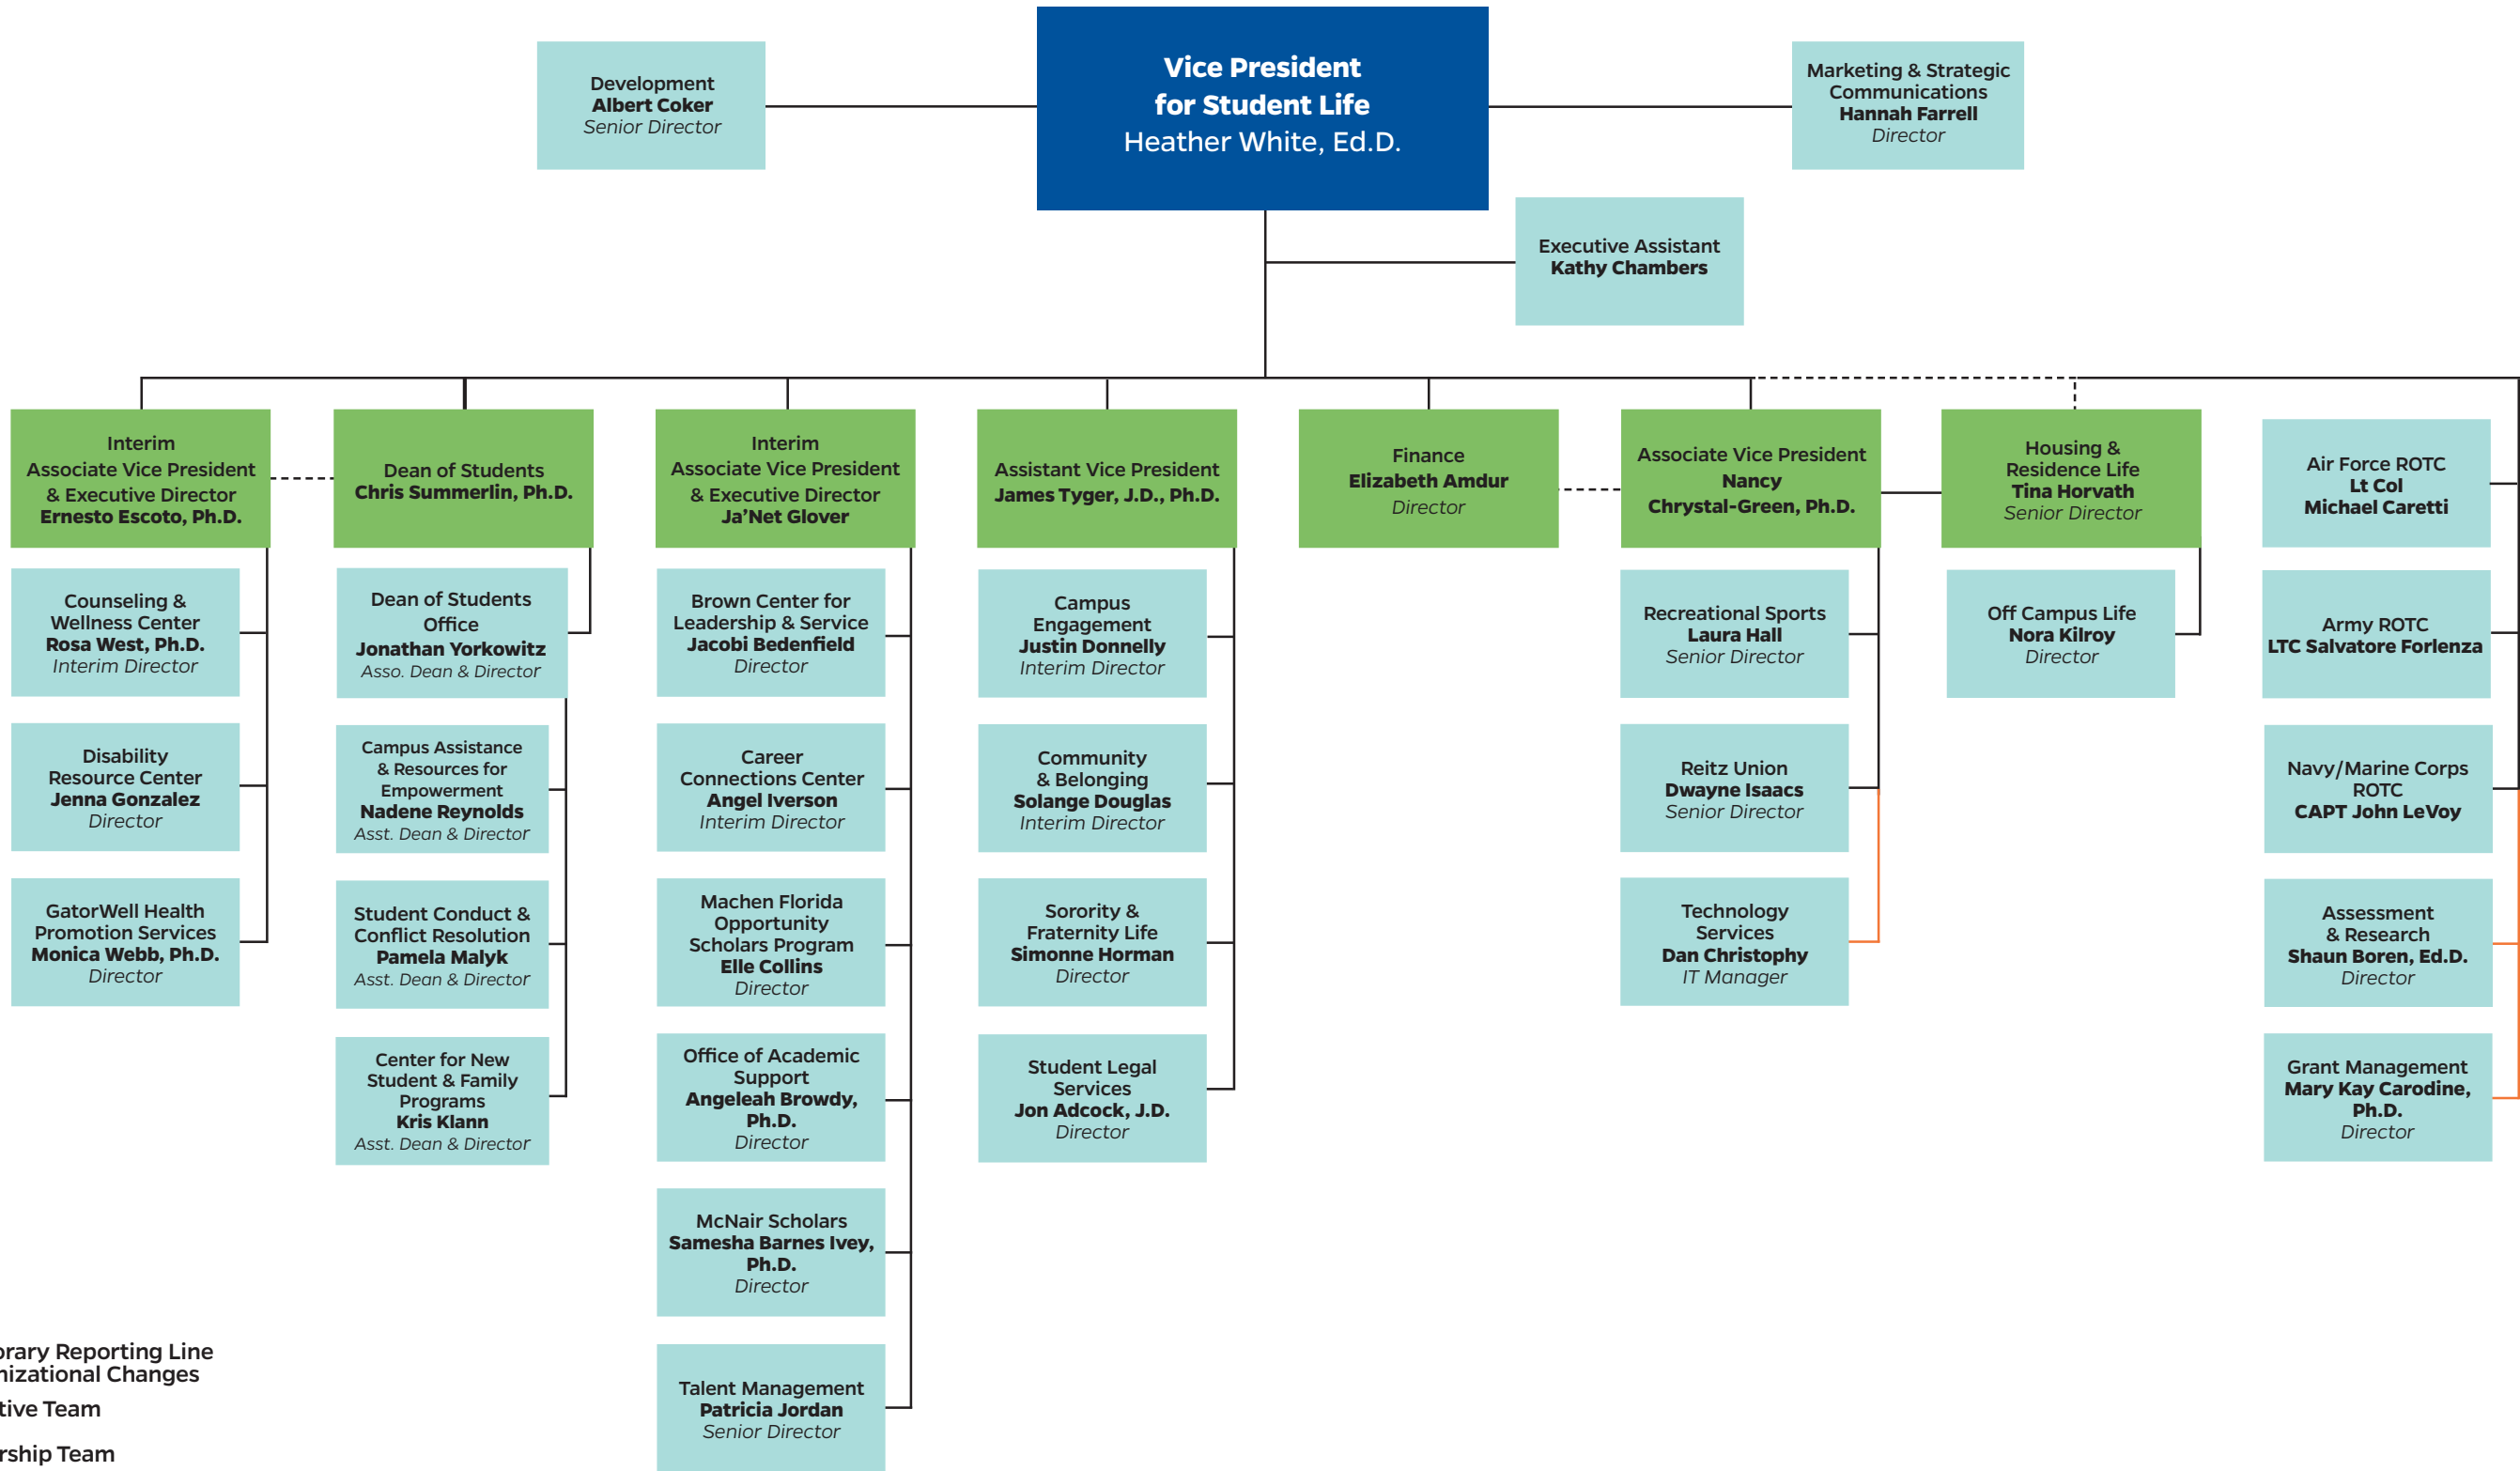 Development
Albert Coker
Senior Director
Vice President
for Student Life
Heather White, Ed.D.
Marketing & Strategic
Communications
Hannah Farrell
Director
Executive Assistant
Kathy Chambers
Interim
Associate Vice President
& Executive Director
Ernesto Escoto, Ph.D.
Dean of Students
Chris Summerlin, Ph.D.
Interim
Associate Vice President
& Executive Director
Ja'Net Glover
Assistant Vice President
James Tyger, J.D., Ph.D.
Finance
Elizabeth Amdur
Director
Associate Vice President
Nancy
Chrystal-Green, Ph.D.
Housing &
Residence Life
Tina Horvath
Senior Director
Air Force ROTC
Lt Col
Michael Caretti
Counseling &
Wellness Center
Rosa West, Ph.D.
Interim Director
Dean of Students
Office
Jonathan Yorkowitz
Asso. Dean & Director
Brown Center for
Leadership & Service
Jacobi Bedenfield
Director
Campus
Engagement
Justin Donnelly
Interim Director
Recreational Sports
Laura Hall
Senior Director
Off Campus Life
Nora Kilroy
Director
Army ROTC
LTC Salvatore Forlenza
Disability
Resource Center
Jenna Gonzalez
Director
Campus Assistance
& Resources for
Empowerment
Nadene Reynolds
Asst. Dean & Director
Career
Connections Center
Angel Iverson
Interim Director
Community
& Belonging
Solange Douglas
Interim Director
Reitz Union
Dwayne Isaacs
Senior Director
Navy/Marine Corps
ROTC
CAPT John LeVoy
GatorWell Health
Promotion Services
Monica Webb, Ph.D.
Director
Student Conduct &
Conflict Resolution
Pamela Malyk
Asst. Dean & Director
Machen Florida
Opportunity
Scholars Program
Elle Collins
Director
Sorority &
Fraternity Life
Simonne Horman
Director
Technology
Services
Dan Christophy
IT Manager
Assessment
& Research
Shaun Boren, Ed.D.
Director
Center for New
Student & Family
Programs
Kris Klann
Asst. Dean & Director
Office of Academic
Support
Angeleah Browdy,
Ph.D.
Director
Student Legal
Services
Jon Adcock, J.D.
Director
Grant Management
Mary Kay Carodine,
Ph.D.
Director
McNair Scholars
Samesha Barnes Ivey,
Ph.D.
Director
Talent Management
Patricia Jordan
Senior Director
orary Reporting Line
nizational Changes
tive Team
rship Team